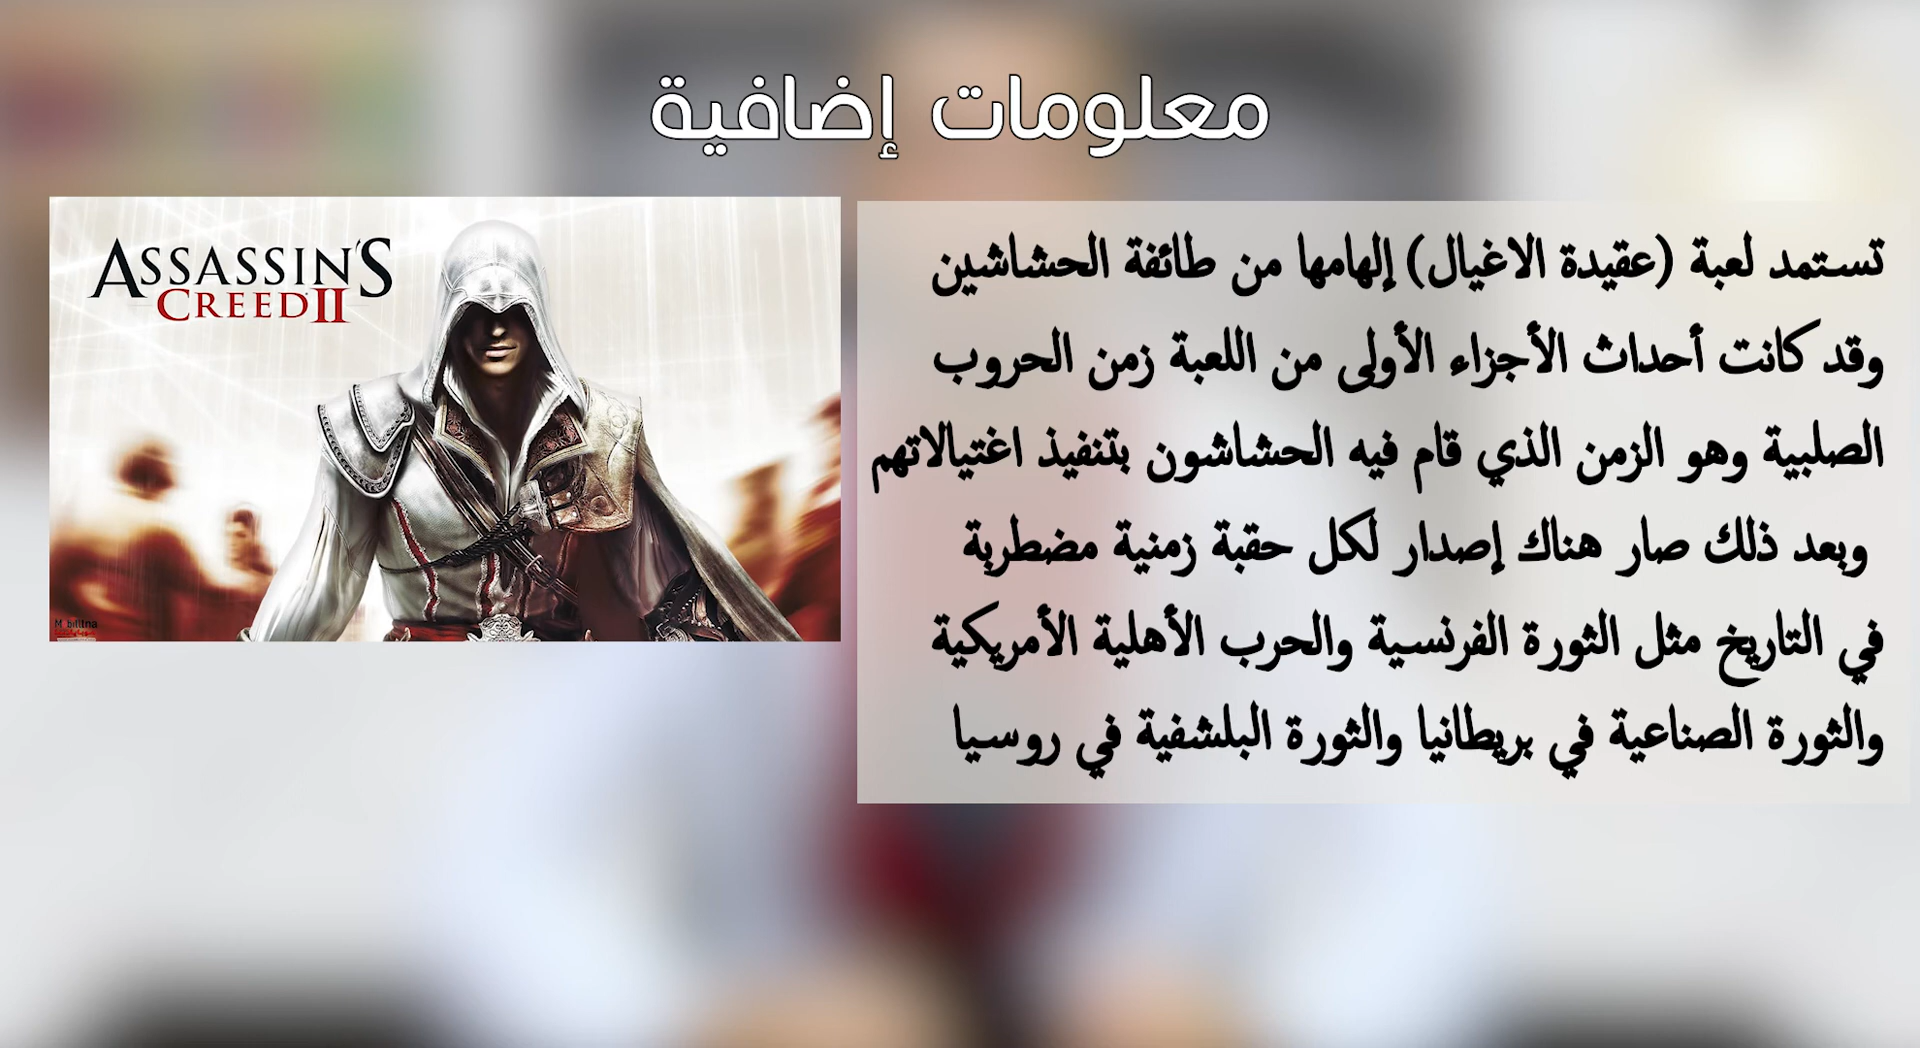 معلومات إضافية
ASSASSIN'S
CREED II
تستمد لعبة (عقيدة الاغيال) إلهامها من طائفة الحشاشين
وقد كانت أحداث الأجزاء الأولى من اللعبة زمن الحروب
الصلبية وهو الزمن الذي قام فيه الحشاشون بتنفيذ اغتيالاتهم
وبعد ذلك صار هناك إصدار لكل حقبة زمنية مضطربة
في التاريخ مثل الثورة الفرنسية والحرب الأهلية الأمريكية
والثورة الصناعية في بريطانيا والثورة البلشفية في روسيا